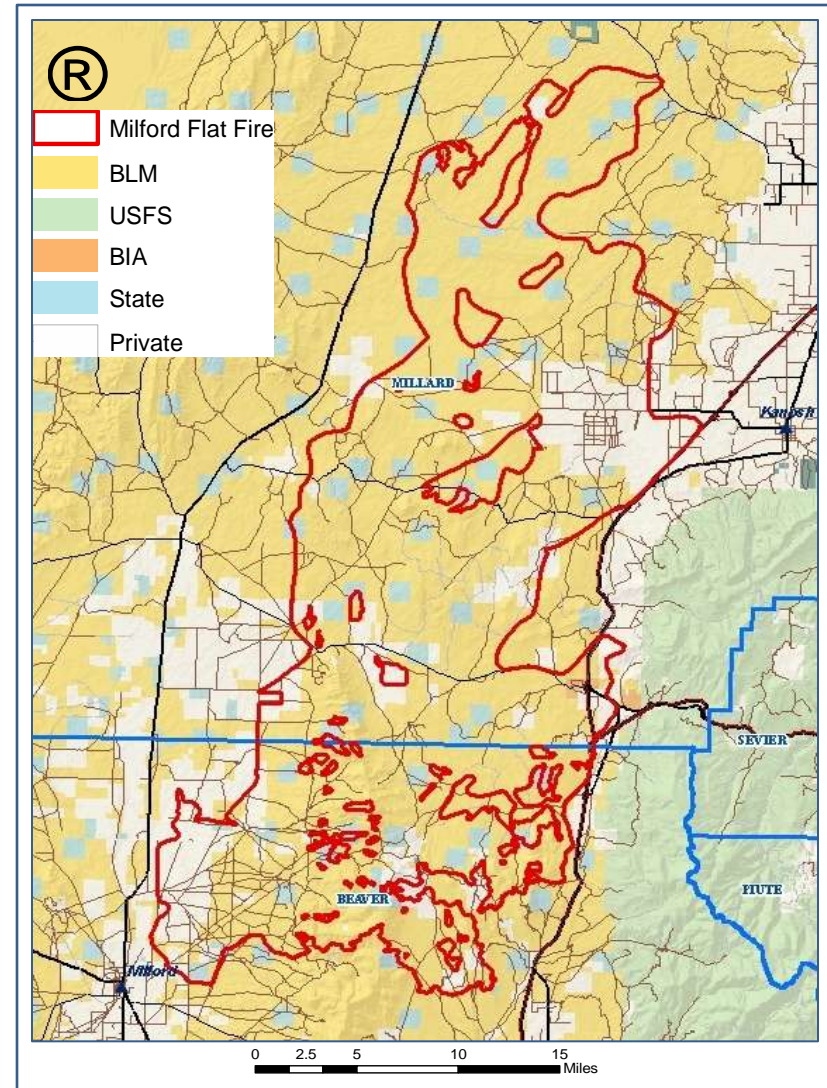 ®
Milford Flat Fire
BLM
USFS
BIA
State
Private
MILLARD
Kanosh
SEVIER
PIUTE
BEAVER
Milford
0 2.5 5 10 15
Miles